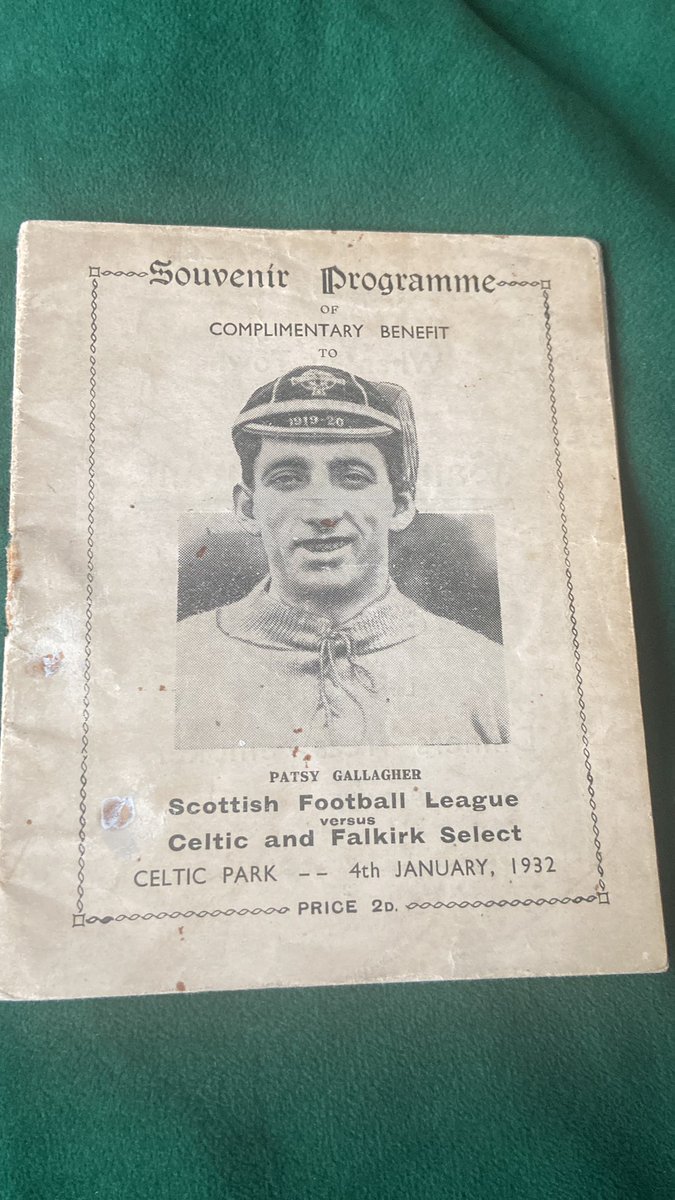 Souvenir Programme
OF
COMPLIMENTARY BENEFIT
TO
1919-20
PATSY GALLAGHER
Scottish Football League
versus
Celtic and Falkirk Select
CELTIC PARK -- 4th JANUARY, 1932
PRICE 2D.